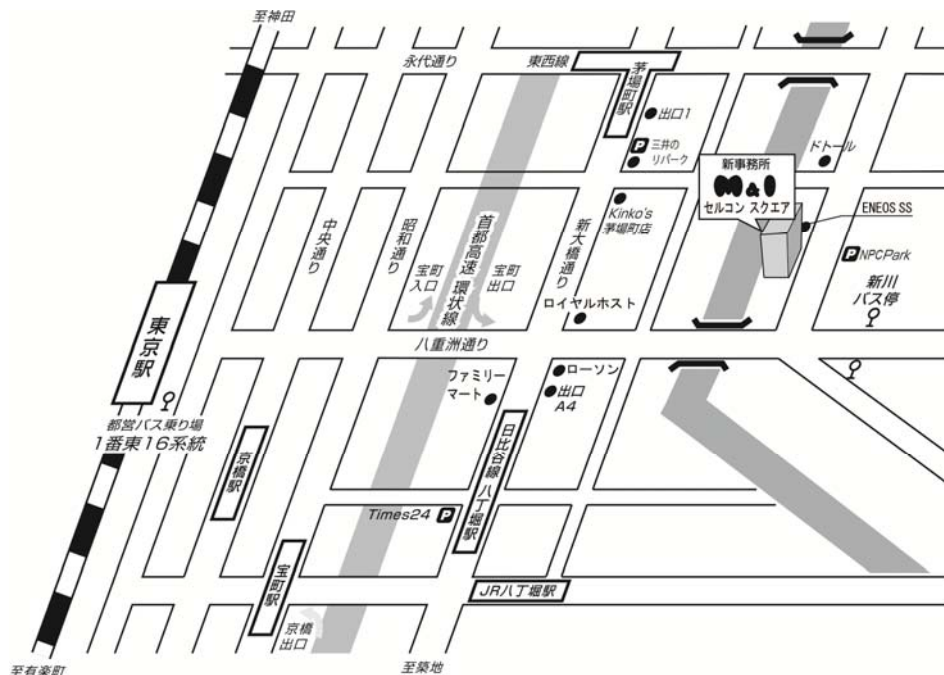 至神田
永代通り
東西線
茅場町駅
出口1
P 三井の
リパーク
ドトール
新事務所
M & I
セルコン スクエア
ENEOS SS
Kinko's
茅場町店
中央通り
昭和通り
首都高速 環状線
新大橋通り
宝町
入口
宝町
出口
P NPC Park
新川
バス停
ロイヤルホスト
八重洲通り
東京駅
ファミリー
マート
ローソン
出口
A4
都営バス乗り場
1番東16系統
京橋駅
日比谷線 八丁堀駅
Times24 P
宝町駅
JR八丁堀駅
京橋
出口
至有楽町
至築地